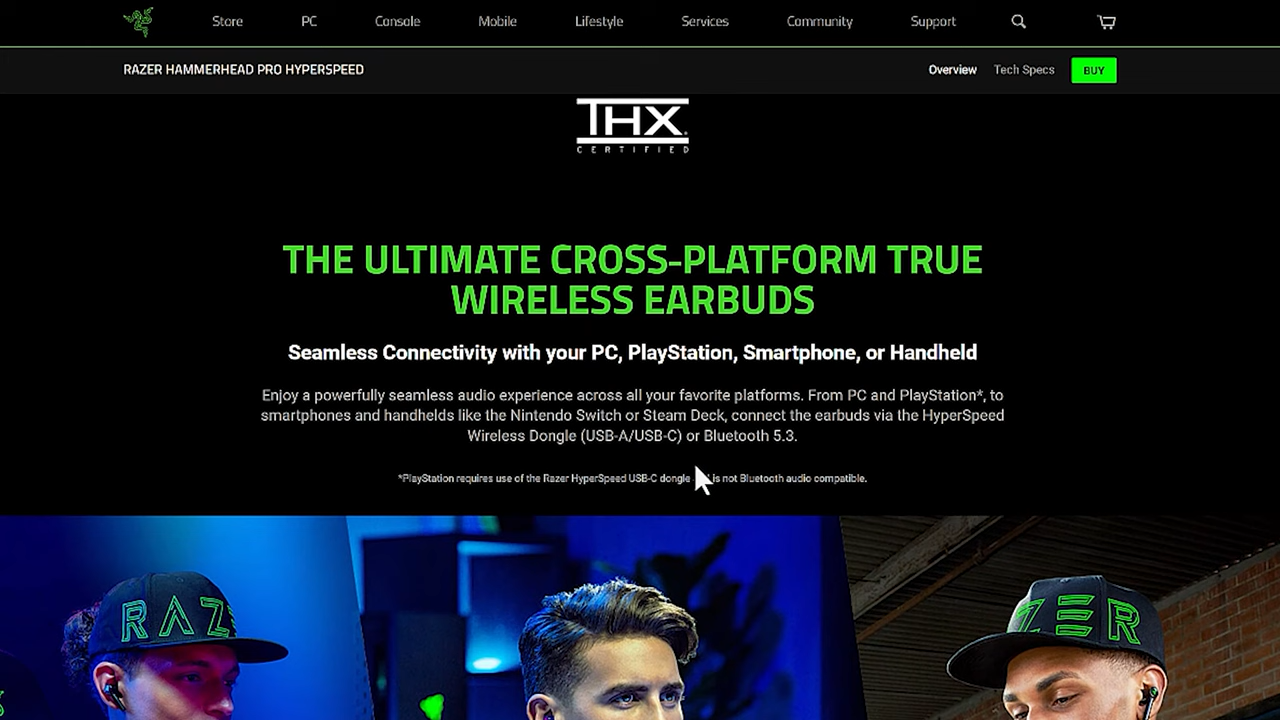 Store PC Console Mobile Lifestyle Services Community Support
RAZER HAMMERHEAD PRO HYPERSPEED Overview Tech Specs BUY
THX
CERTIFIED
THE ULTIMATE CROSS-PLATFORM TRUE
WIRELESS EARBUDS
Seamless Connectivity with your PC, PlayStation, Smartphone, or Handheld
Enjoy a powerfully seamless audio experience across all your favorite platforms. From PC and PlayStation*, to
smartphones and handhelds like the Nintendo Switch or Steam Deck, connect the earbuds via the HyperSpeed
Wireless Dongle (USB-A/USB-C) or Bluetooth 5.3.
*PlayStation requires use of the Razer HyperSpeed USB-C dongle is not Bluetooth audio compatible.
RAZE
ZER